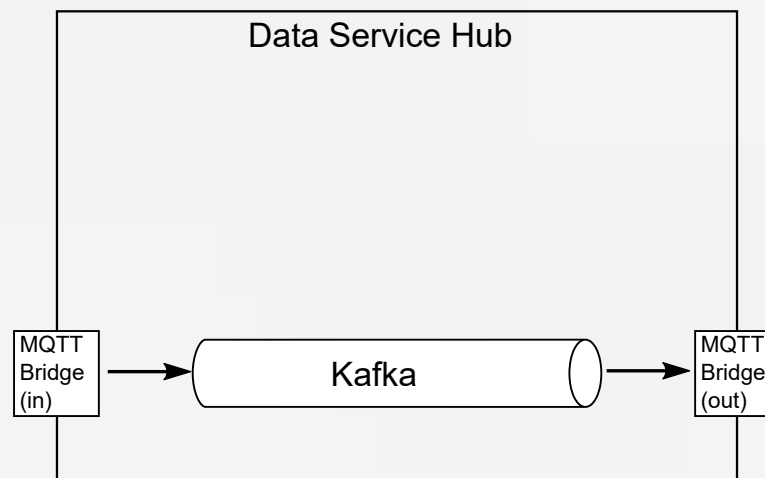 Data Service Hub
MQTT
Bridge
(in)
Kafka
MQTT
Bridge
(out)